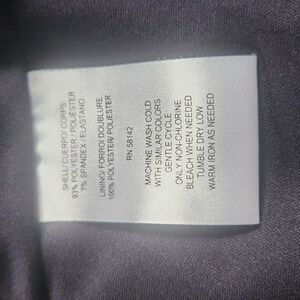 SHELL/ CUERPO/ CORPS:
93% POLYESTER / POLIESTER
7% SPANDEX / ELASTANO
LINING/ FORRO/ DOUBLURE
100% POLYESTER/ POLIESTER
RN 58142
MACHINE WASH COLD
WITH SIMILAR COLORS
GENTLE CYCLE
ONLY NON-CHLORINE
BLEACH WHEN NEEDED
TUMBLE DRY LOW
WARM IRON AS NEEDED